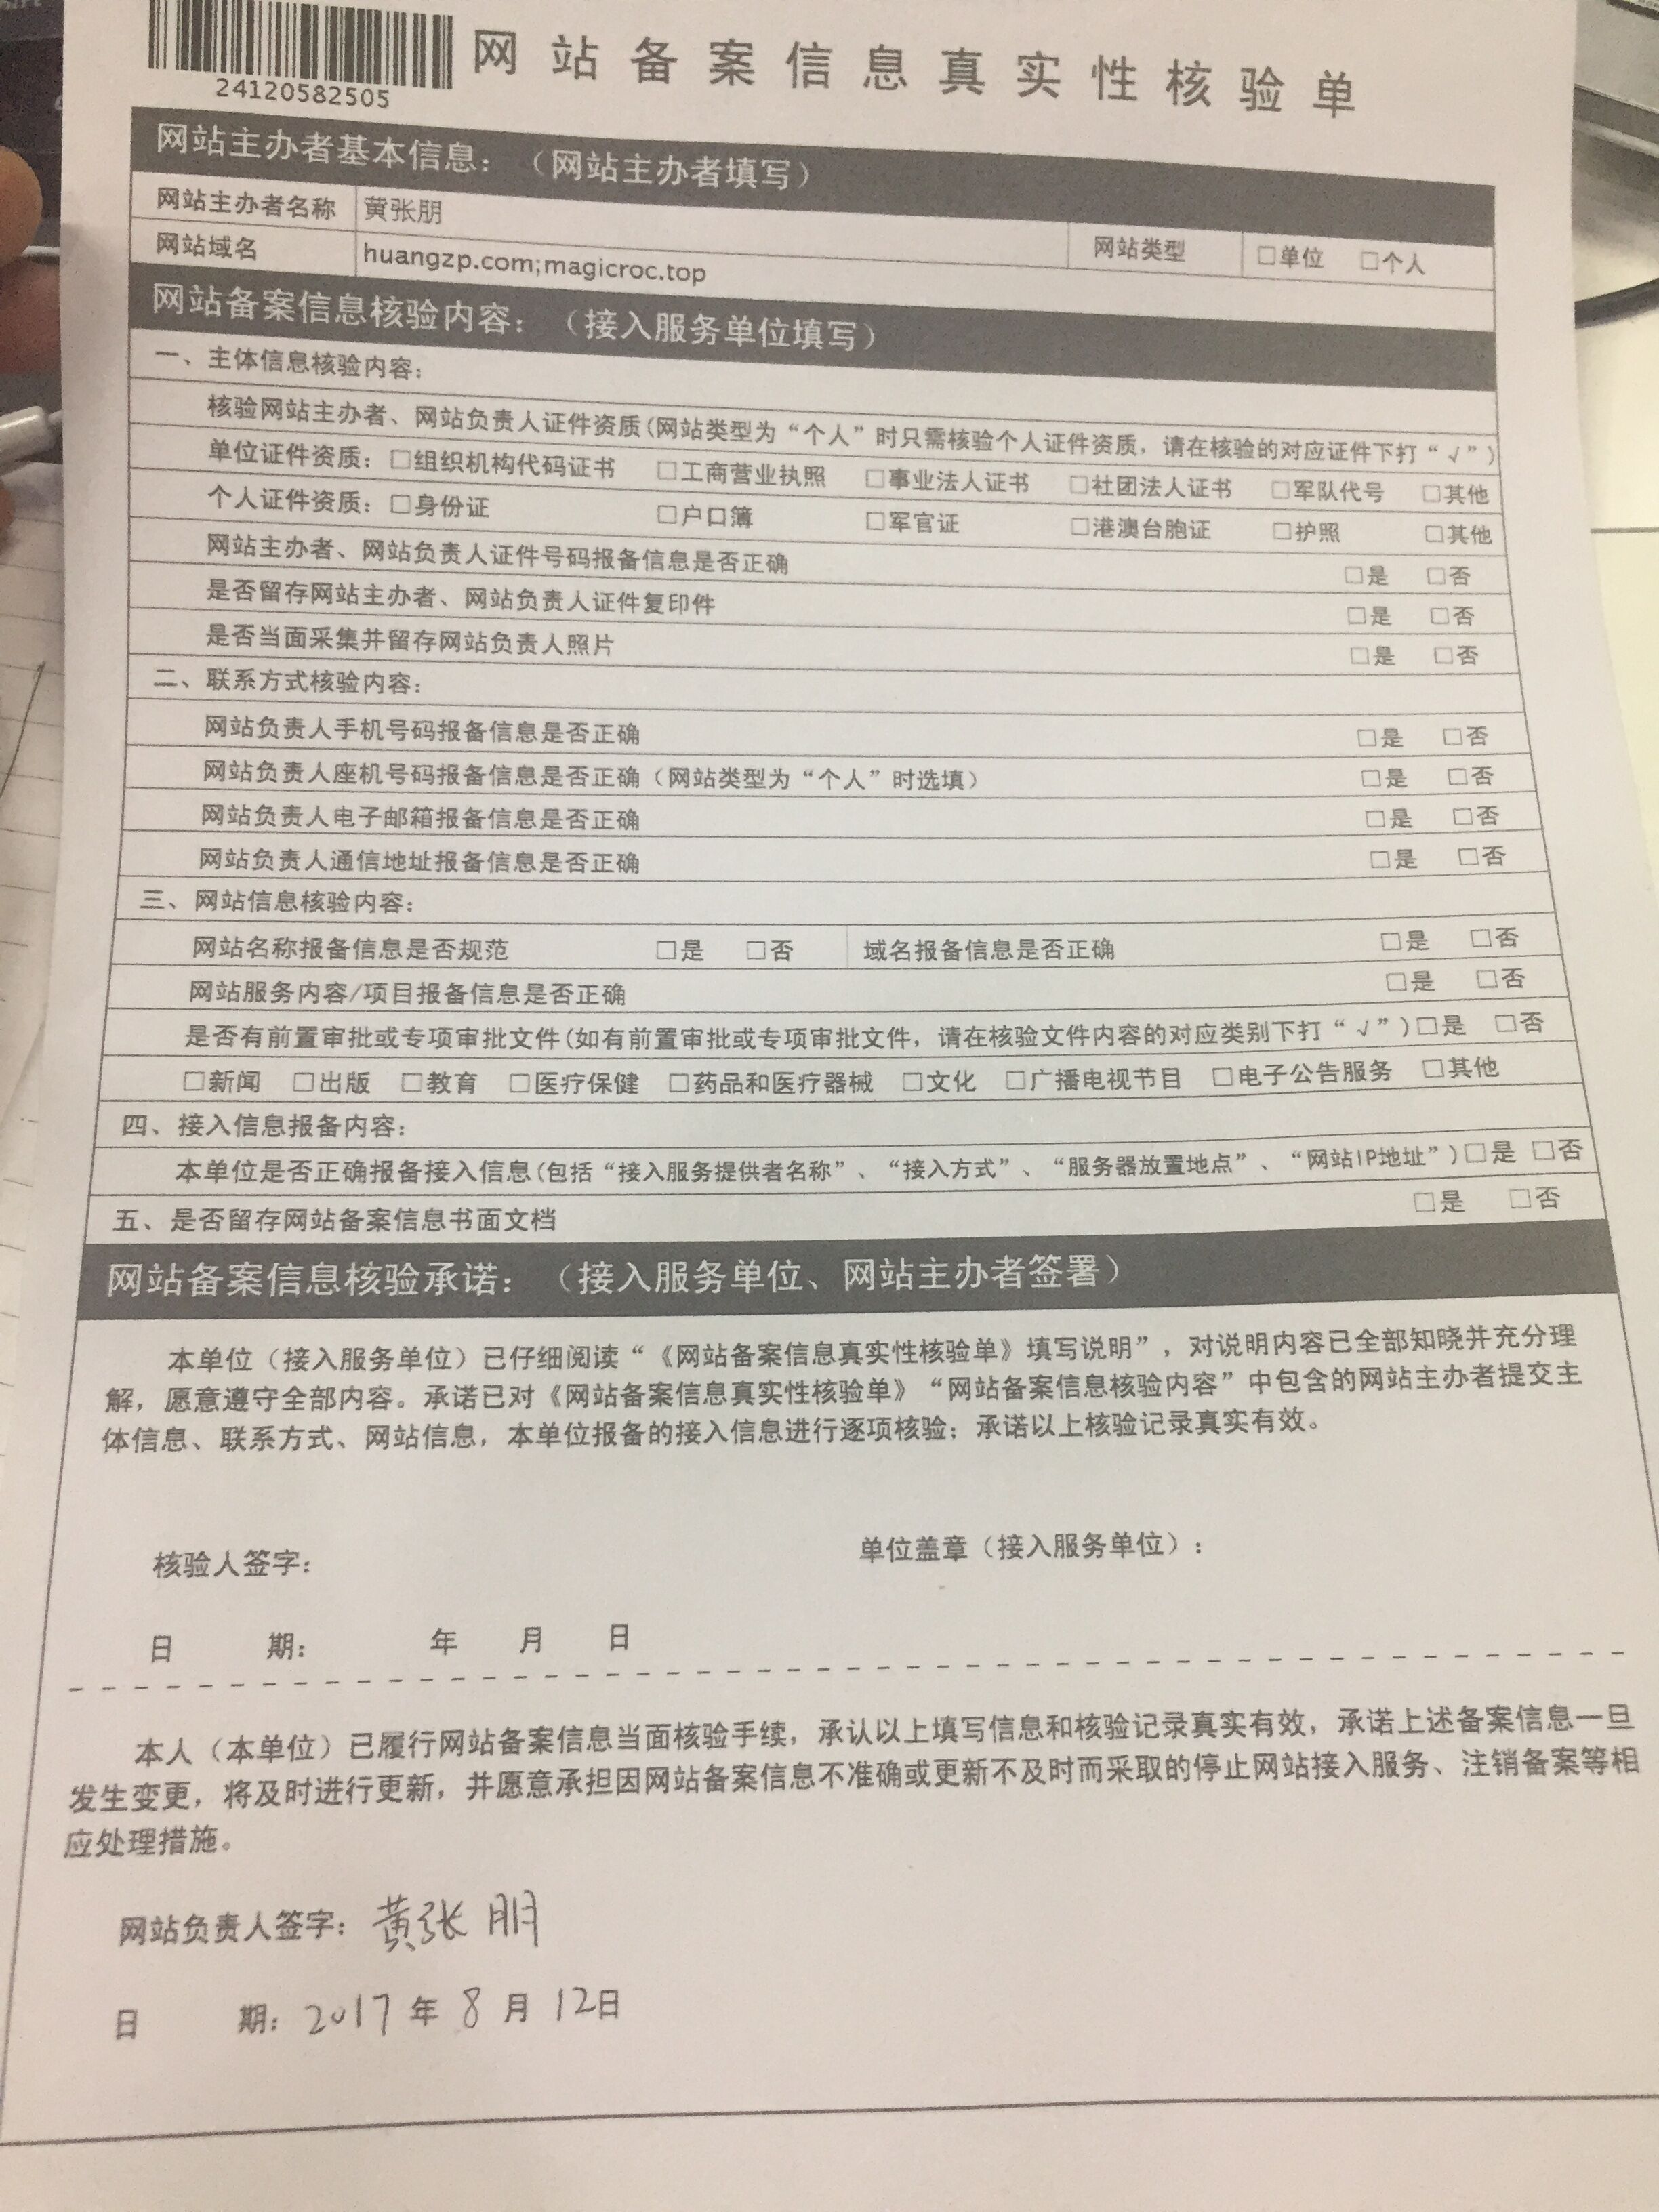 24120582505
网站备案信息真实性核验单
网站主办者基本信息：（网站主办者填写）
网站主办者名称 黄张朋
网站类型 □单位 □个人
网站域名 huangzp.com;magicroc.top
网站备案信息核验内容：（接入服务单位填写）
一、主体信息核验内容：
核验网站主办者、网站负责人证件资质(网站类型为“个人”时只需核验个人证件资质，请在核验的对应证件下打“√”)
单位证件资质：□组织机构代码证书 □工商营业执照 □事业法人证书 □社团法人证书 □军队代号 □其他
个人证件资质：□身份证 □户口簿 □军官证 □港澳台胞证 □护照 □其他
网站主办者、网站负责人证件号码报备信息是否正确 □是 □否
是否留存网站主办者、网站负责人证件复印件 □是 □否
是否当面采集并留存网站负责人照片 □是 □否
二、联系方式核验内容：
网站负责人手机号码报备信息是否正确 □是 □否
网站负责人座机号码报备信息是否正确（网站类型为“个人”时选填） □是 □否
网站负责人电子邮箱报备信息是否正确 □是 □否
网站负责人通信地址报备信息是否正确 □是 □否
三、网站信息核验内容：
网站名称报备信息是否规范 □是 □否 域名报备信息是否正确 □是 □否
网站服务内容/项目报备信息是否正确 □是 □否
是否有前置审批或专项审批文件(如有前置审批或专项审批文件，请在核验文件内容的对应类别下打“√”)□是 □否
□新闻 □出版 □教育 □医疗保健 □药品和医疗器械 □文化 □广播电视节目 □电子公告服务 □其他
四、接入信息报备内容：
本单位是否正确报备接入信息(包括“接入服务提供者名称”、“接入方式”、“服务器放置地点”、“网站IP地址”)□是 □否
五、是否留存网站备案信息书面文档 □是 □否
网站备案信息核验承诺：（接入服务单位、网站主办者签署）
本单位（接入服务单位）已仔细阅读“《网站备案信息真实性核验单》填写说明”，对说明内容已全部知晓并充分理
解，愿意遵守全部内容。承诺已对《网站备案信息真实性核验单》“网站备案信息核验内容”中包含的网站主办者提交主
体信息、联系方式、网站信息，本单位报备的接入信息进行逐项核验；承诺以上核验记录真实有效。
核验人签字： 单位盖章（接入服务单位）：
日 期： 年 月 日
本人（本单位）已履行网站备案信息当面核验手续，承认以上填写信息和核验记录真实有效，承诺上述备案信息一旦
发生变更，将及时进行更新，并愿意承担因网站备案信息不准确或更新不及时而采取的停止网站接入服务、注销备案等相
应处理措施。
网站负责人签字：黄张朋
日 期：2017 年 8 月 12日